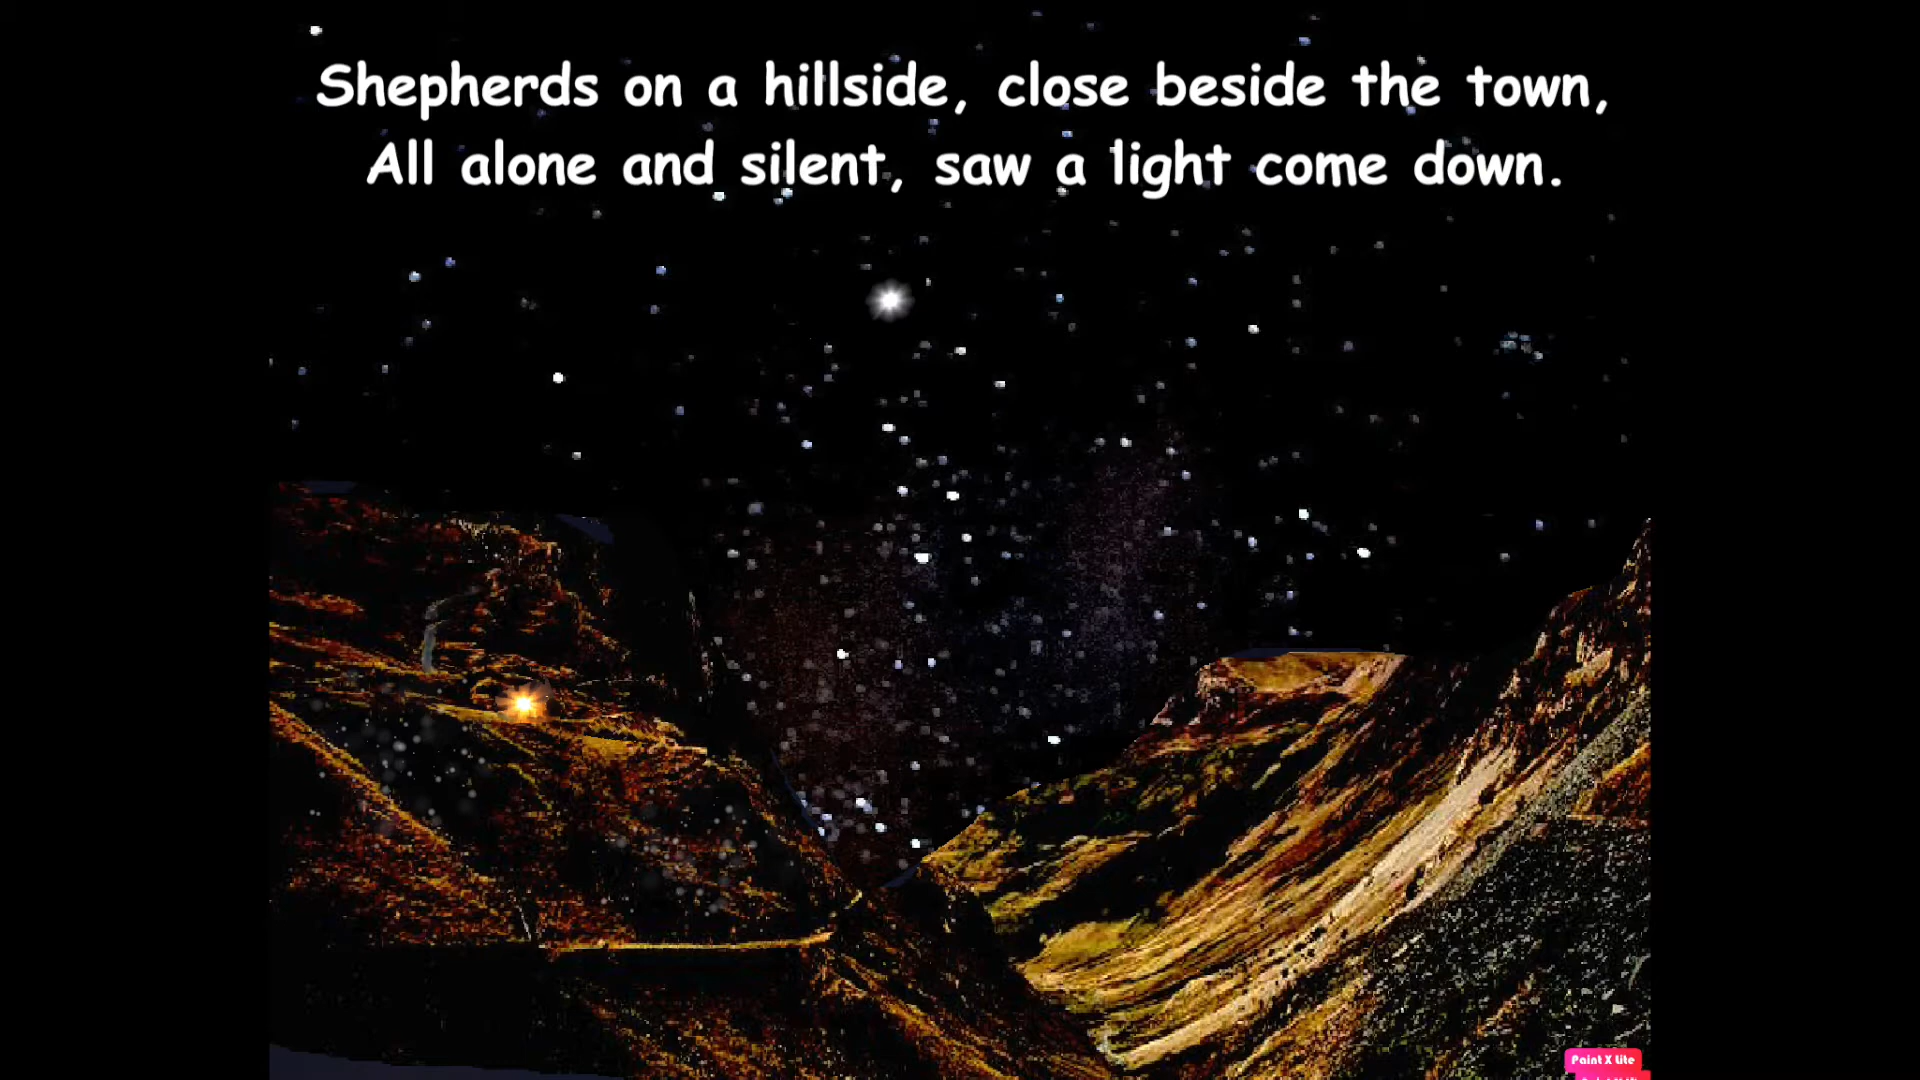 Shepherds on a hillside, close beside the town,
All alone and silent, saw a light come down.
Paint X Lite